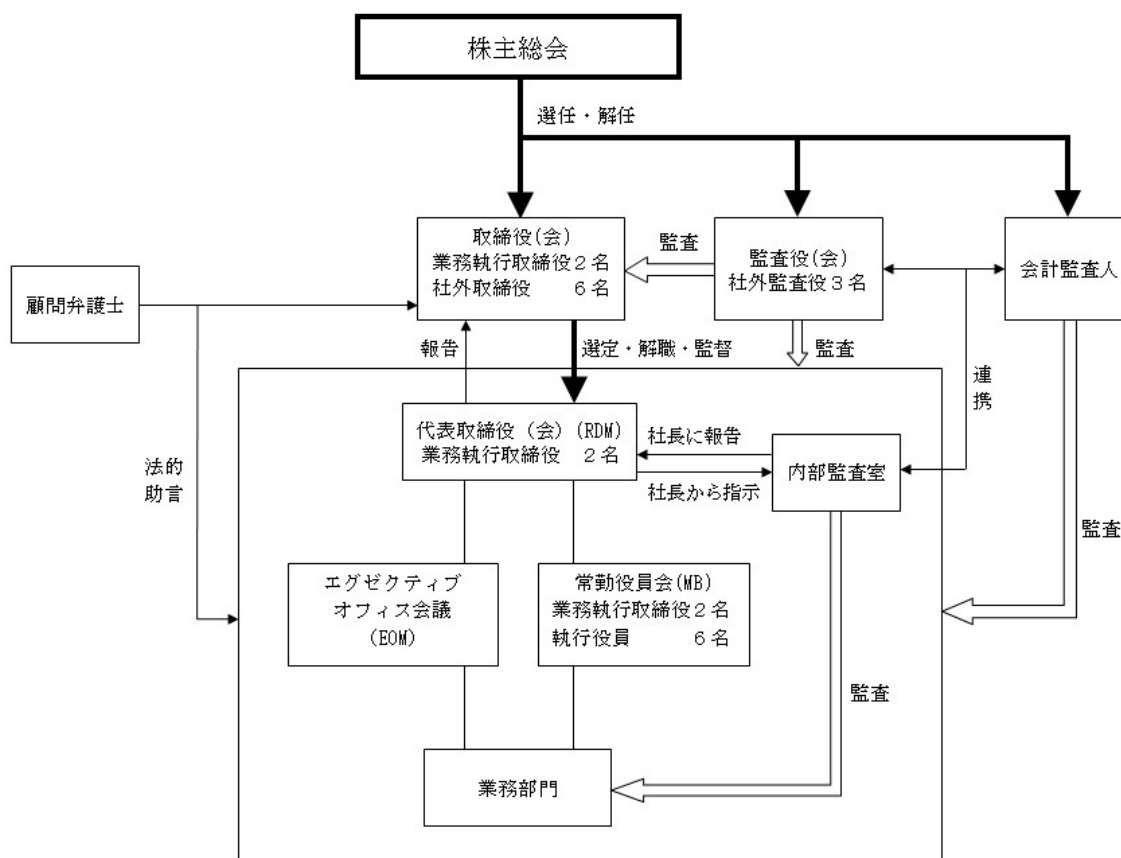 株主総会
選任・解任
取締役(会)
業務執行取締役2名
社外取締役 6名
監査
監査役(会)
社外監査役3名
会計監査人
顧問弁護士
報告
選定・解職・監督
監査
連携
代表取締役(会)(RDM)
業務執行取締役 2名
社長に報告
社長から指示
内部監査室
法的
助言
監査
エグゼクティブ
オフィス会議
(EOM)
常勤役員会(MB)
業務執行取締役2名
執行役員 6名
監査
業務部門